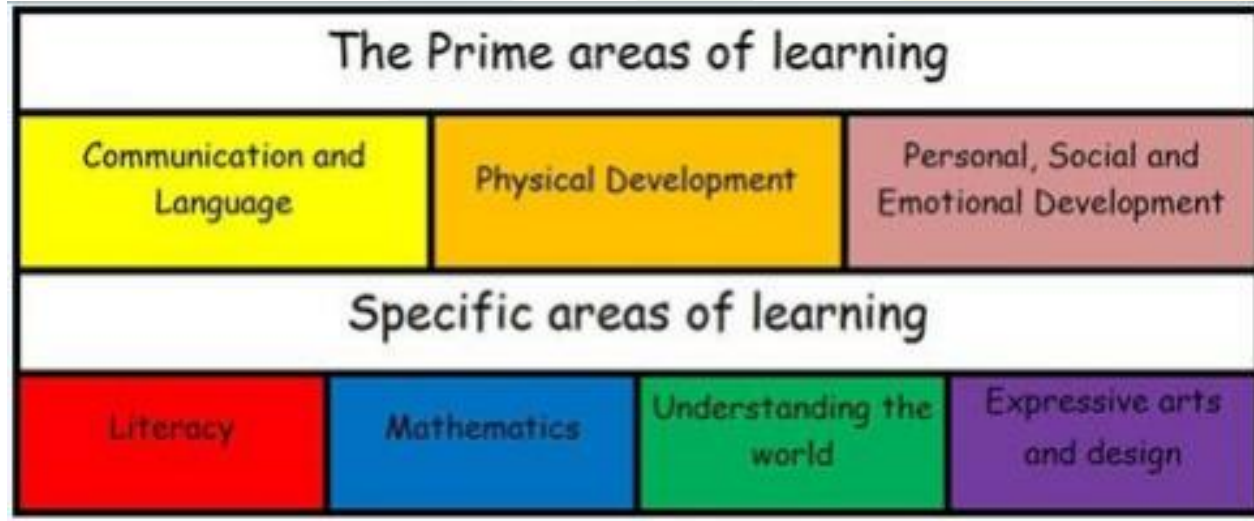 The Prime areas of learning
Communication and
Language
Physical Development
Personal, Social and
Emotional Development
Specific areas of learning
Literacy
Mathematics
Understanding the
world
Expressive arts
and design